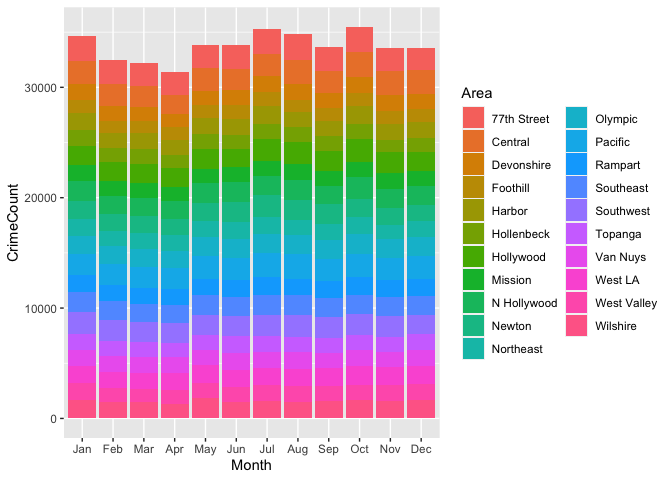 CrimeCount
30000
20000
10000
0
Jan Feb Mar Apr May Jun Jul Aug Sep Oct Nov Dec
Month
Area
77th Street
Central
Devonshire
Foothill
Harbor
Hollenbeck
Hollywood
Mission
N Hollywood
Newton
Northeast
Olympic
Pacific
Rampart
Southeast
Southwest
Topanga
Van Nuys
West LA
West Valley
Wilshire